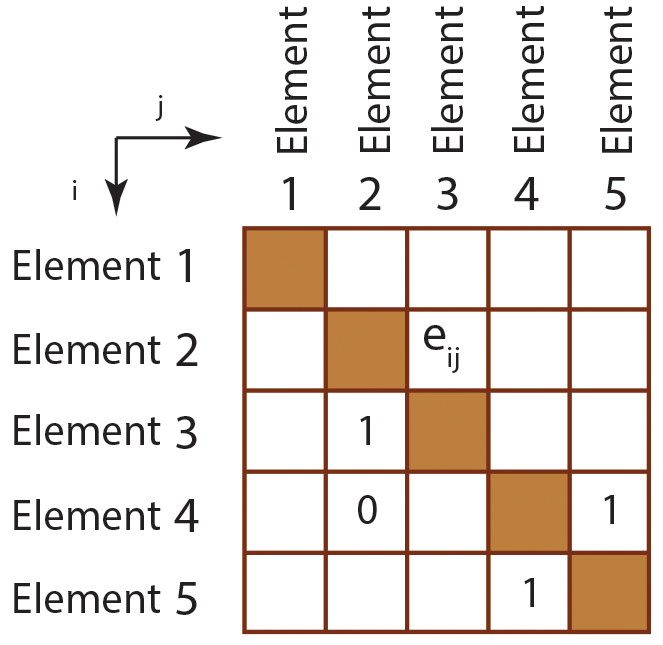 Element 1 Element 2 Element 3 Element 4 Element 5
j
i
Element 1
Element 2 eij
Element 3 1
Element 4 0 1
Element 5 1